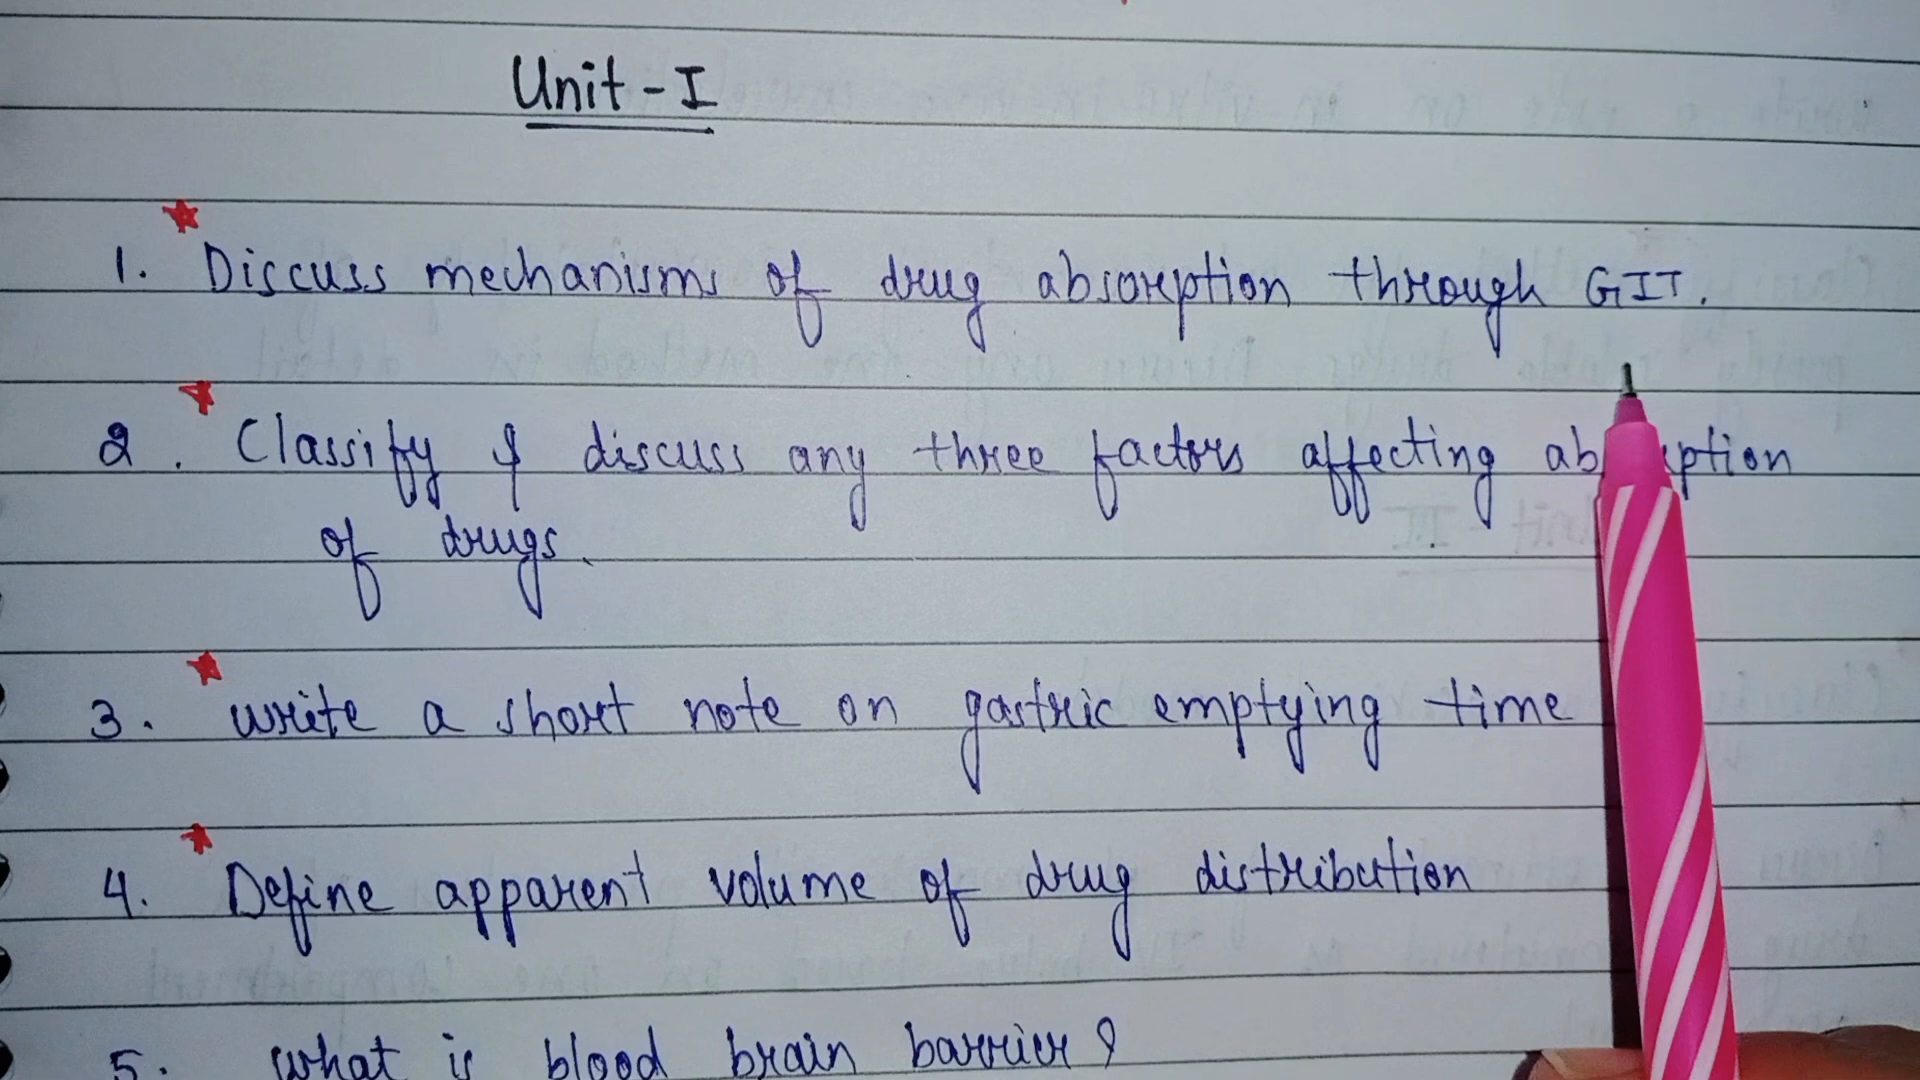 Unit - I
1. Discuss mechanisms of drug absorption through GIT.
2. Classify & discuss any three factors affecting ab ption
of drugs.
3. write a short note on gastric emptying time
4. Define apparent volume of drug distribution
5. what is blood brain barrier?